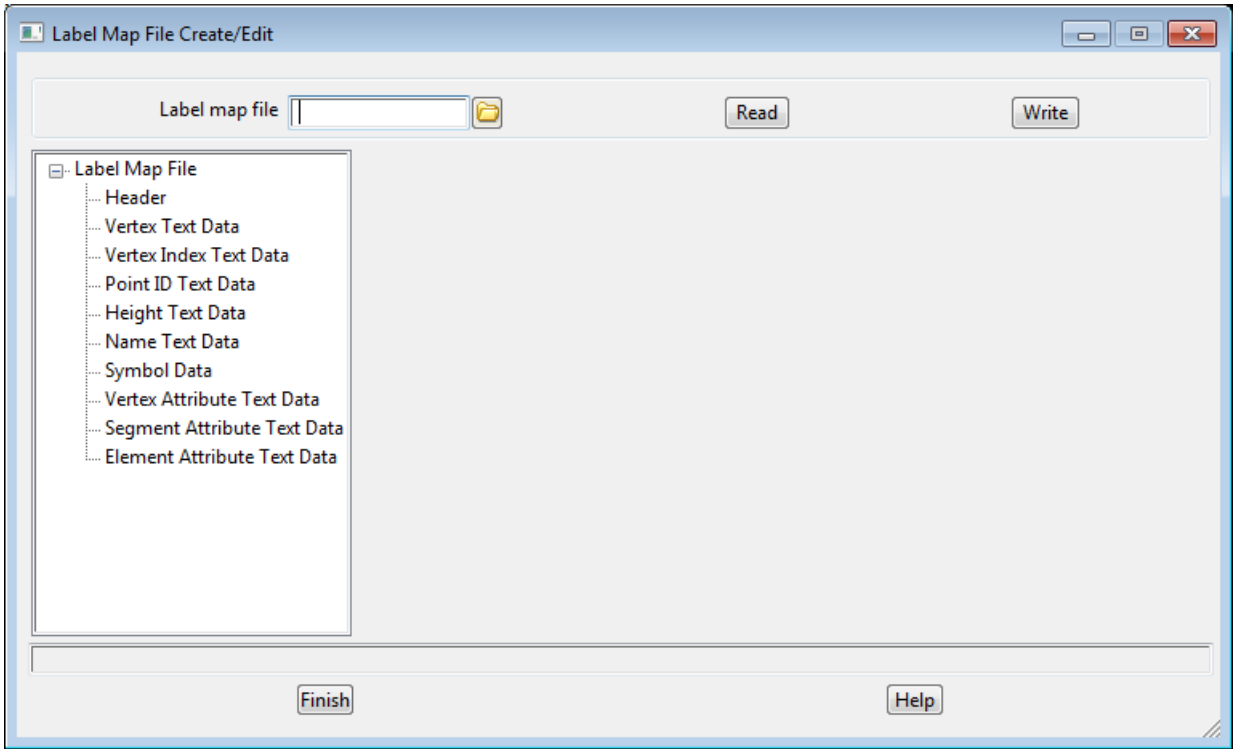 Label Map File Create/Edit
Label map file Read Write
Label Map File
Header
Vertex Text Data
Vertex Index Text Data
Point ID Text Data
Height Text Data
Name Text Data
Symbol Data
Vertex Attribute Text Data
Segment Attribute Text Data
Element Attribute Text Data
Finish Help